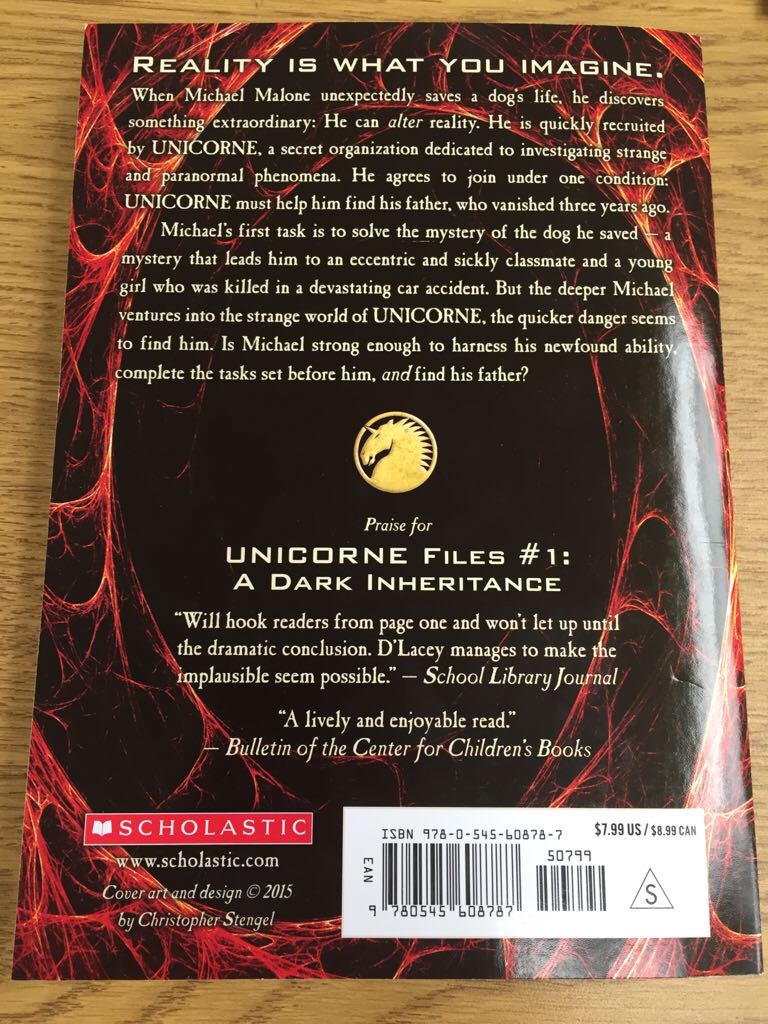 REALITY IS WHAT YOU IMAGINE.
When Michael Malone unexpectedly saves a dog's life, he discovers
something extraordinary: He can alter reality. He is quickly recruited
by UNICORNE, a secret organization dedicated to investigating strange
and paranormal phenomena. He agrees to join under one condition:
UNICORNE must help him find his father, who vanished three years ago.
Michael's first task is to solve the mystery of the dog he saved — a
mystery that leads him to an eccentric and sickly classmate and a young
girl who was killed in a devastating car accident. But the deeper Michael
ventures into the strange world of UNICORNE, the quicker danger seems
to find him. Is Michael strong enough to harness his newfound ability,
complete the tasks set before him, and find his father?
Praise for
UNICORNE FILES #1:
A DARK INHERITANCE
"Will hook readers from page one and won't let up until
the dramatic conclusion. D'Lacey manages to make the
implausible seem possible." — School Library Journal
"A lively and enjoyable read."
— Bulletin of the Center for Children's Books
SCHOLASTIC
www.scholastic.com
Cover art and design © 2015
by Christopher Stengel
ISBN 978-0-545-60878-7
$7.99 US / $8.99 CAN
50799
EAN
9 780545 608787
S